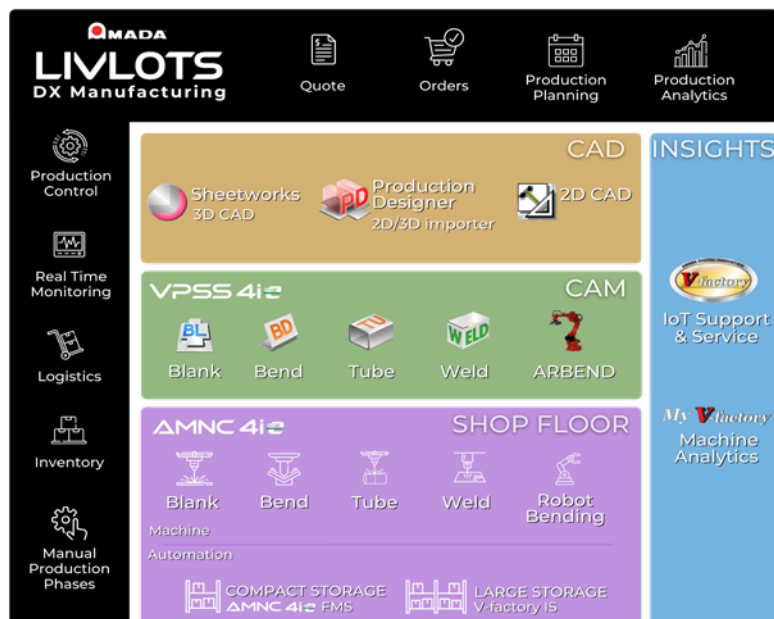 AMADA
LIVLOTS
DX Manufacturing
Quote
Orders
Production
Planning
Production
Analytics
Production
Control
Real Time
Monitoring
Logistics
Inventory
Manual
Production
Phases
CAD
Sheetworks
3D CAD
PD
Production
Designer
2D/3D importer
2D CAD
VPSS 4ie
CAM
BL
Blank
BD
Bend
TU
Tube
WELD
Weld
ARBEND
AMNC 4ie
SHOP FLOOR
Blank
Bend
Tube
Weld
Robot
Bending
Machine
Automation
COMPACT STORAGE
AMNC 4ie FMS
LARGE STORAGE
V-factory IS
INSIGHTS
V-factory
IoT Support
& Service
My V-factory
Machine
Analytics